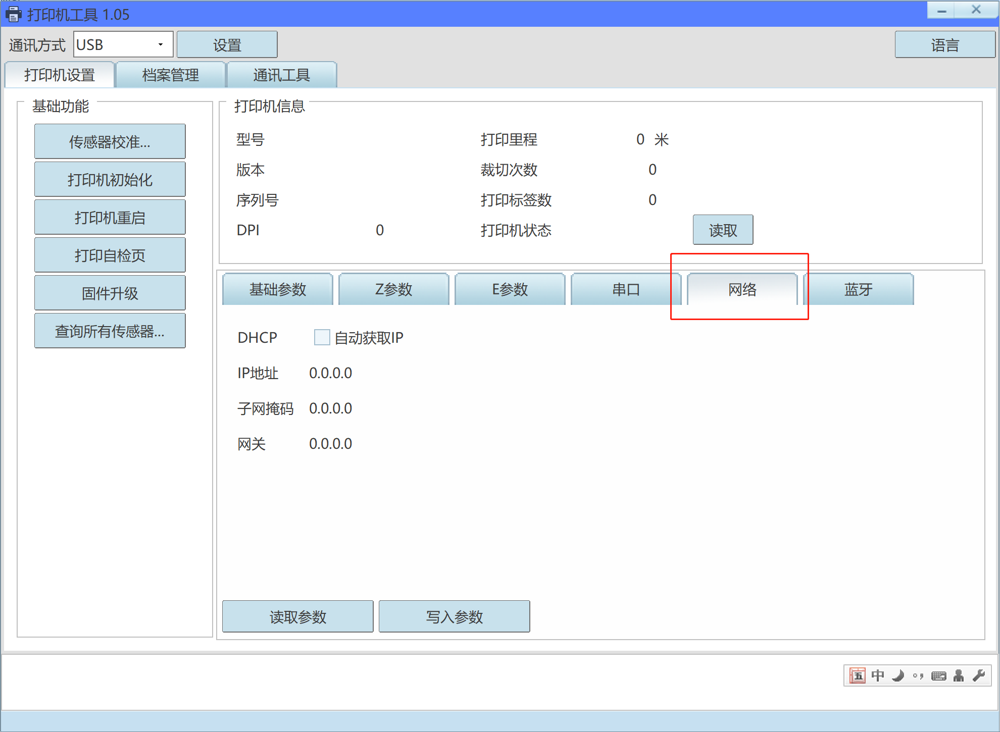 打印机工具 1.05
通讯方式 USB 设置 语言
打印机设置 档案管理 通讯工具
基础功能
传感器校准...
打印机初始化
打印机重启
打印自检页
固件升级
查询所有传感器...
打印机信息
型号 打印里程 0 米
版本 裁切次数 0
序列号 打印标签数 0
DPI 0 打印机状态 读取
基础参数 Z参数 E参数 串口 网络 蓝牙
DHCP 自动获取IP
IP地址 0.0.0.0
子网掩码 0.0.0.0
网关 0.0.0.0
读取参数 写入参数
五 中